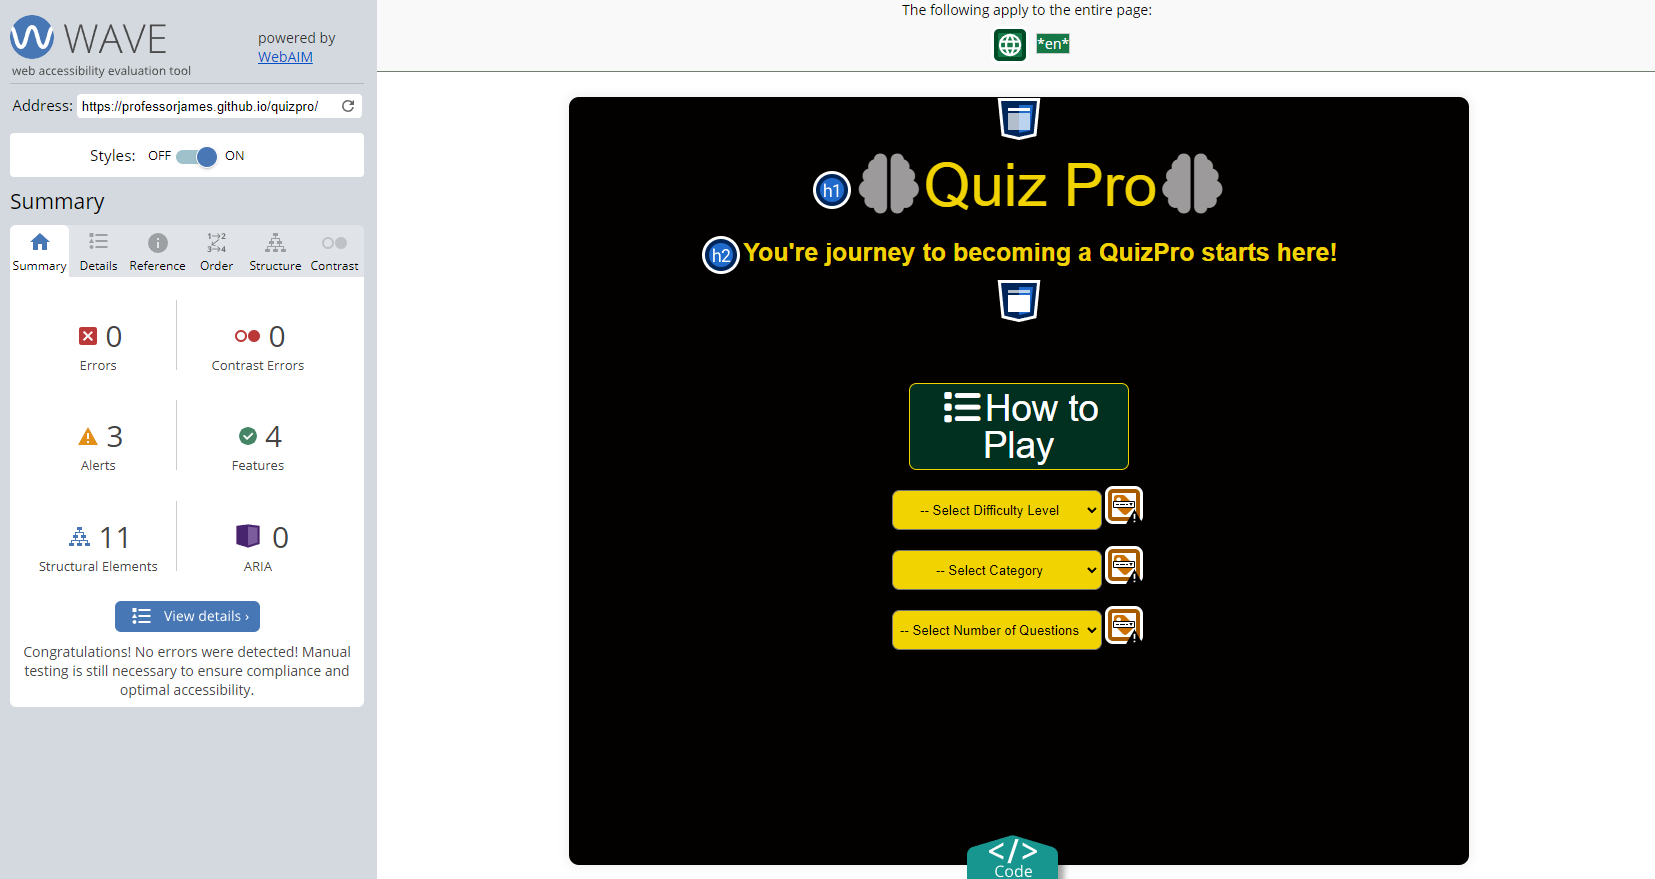 WAVE
powered by
WebAIM
web accessibility evaluation tool
Address: https://professorjames.github.io/quizpro/
Styles: OFF ON
Summary
Summary Details Reference Order Structure Contrast
0 0
Errors Contrast Errors
3 4
Alerts Features
11 0
Structural Elements ARIA
View details ›
Congratulations! No errors were detected! Manual
testing is still necessary to ensure compliance and
optimal accessibility.
The following apply to the entire page:
*en*
h1 Quiz Pro
h2 You're journey to becoming a QuizPro starts here!
How to
Play
-- Select Difficulty Level
-- Select Category
-- Select Number of Questions
</>
Code